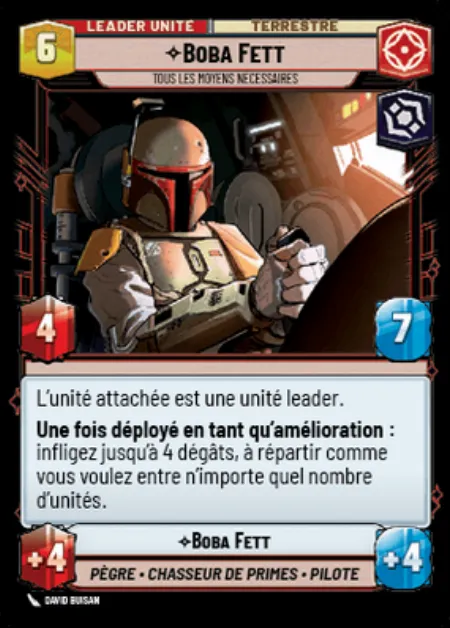 LEADER UNITÉ
TERRESTRE
6
BOBA FETT
TOUS LES MOYENS NECESSAIRES
4
7
L'unité attachée est une unité leader.
Une fois déployé en tant qu'amélioration :
infligez jusqu'à 4 dégâts, à répartir comme
vous voulez entre n'importe quel nombre
d'unités.
+4
BOBA FETT
+4
PÈGRE • CHASSEUR DE PRIMES • PILOTE
DAVID BUISAN